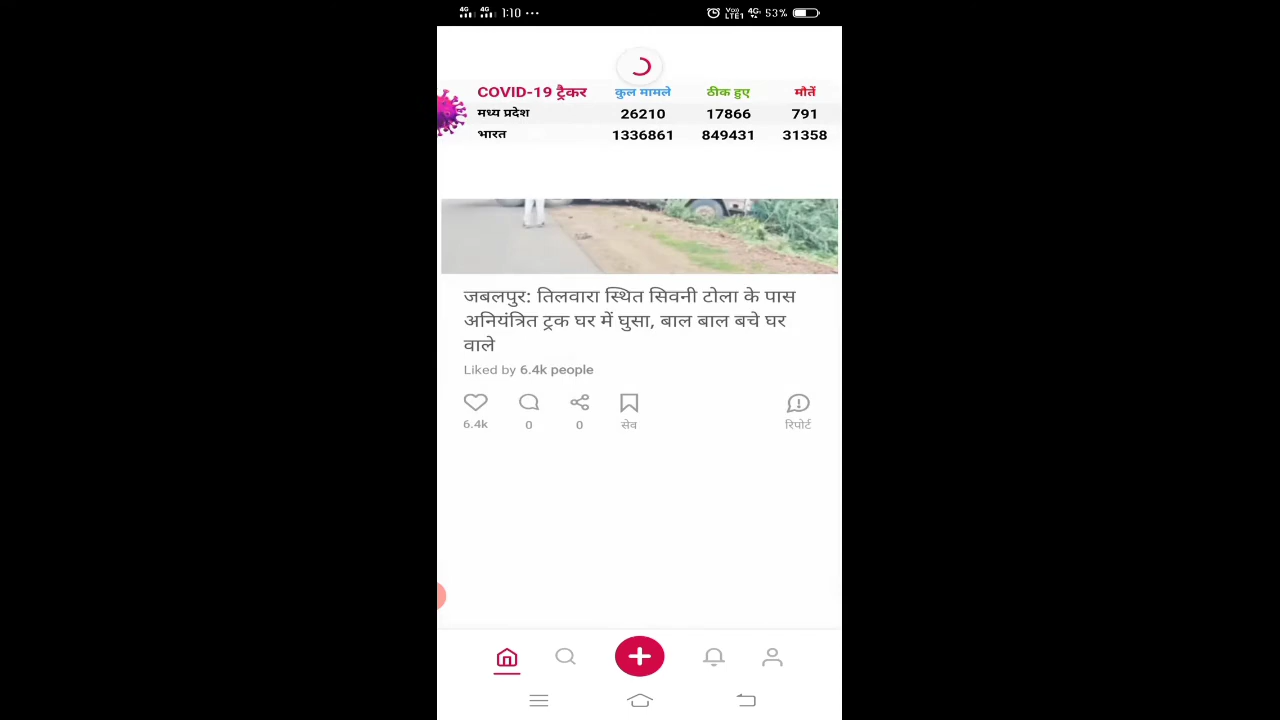 4G 4G 1:10 ... VoD LTE1 4G 53%
COVID-19 ट्रैकर कुल मामले ठीक हुए मौतें
मध्य प्रदेश 26210 17866 791
भारत 1336861 849431 31358
जबलपुर: तिलवारा स्थित सिवनी टोला के पास
अनियंत्रित ट्रक घर में घुसा, बाल बाल बचे घर
वाले
Liked by 6.4k people
6.4k 0 0 सेव रिपोर्ट